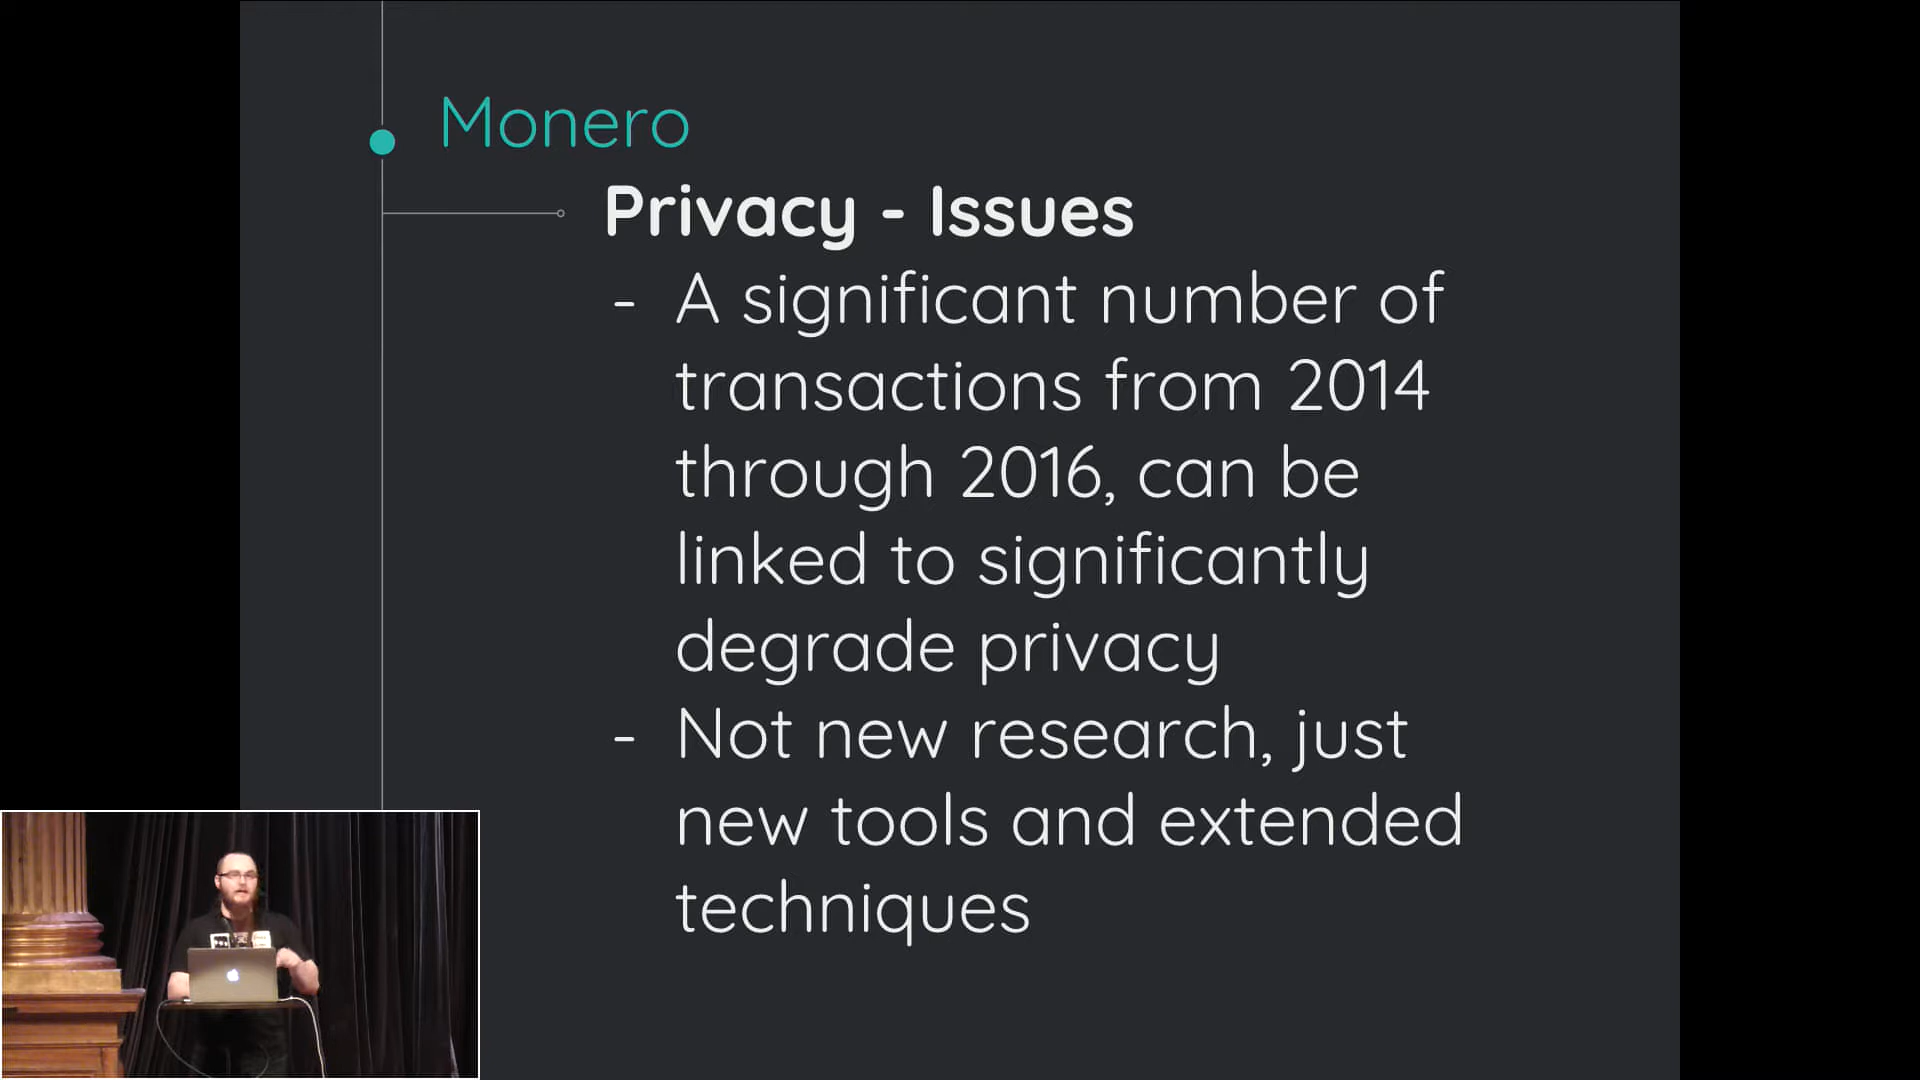 Monero
Privacy - Issues
- A significant number of
transactions from 2014
through 2016, can be
linked to significantly
degrade privacy
- Not new research, just
new tools and extended
techniques